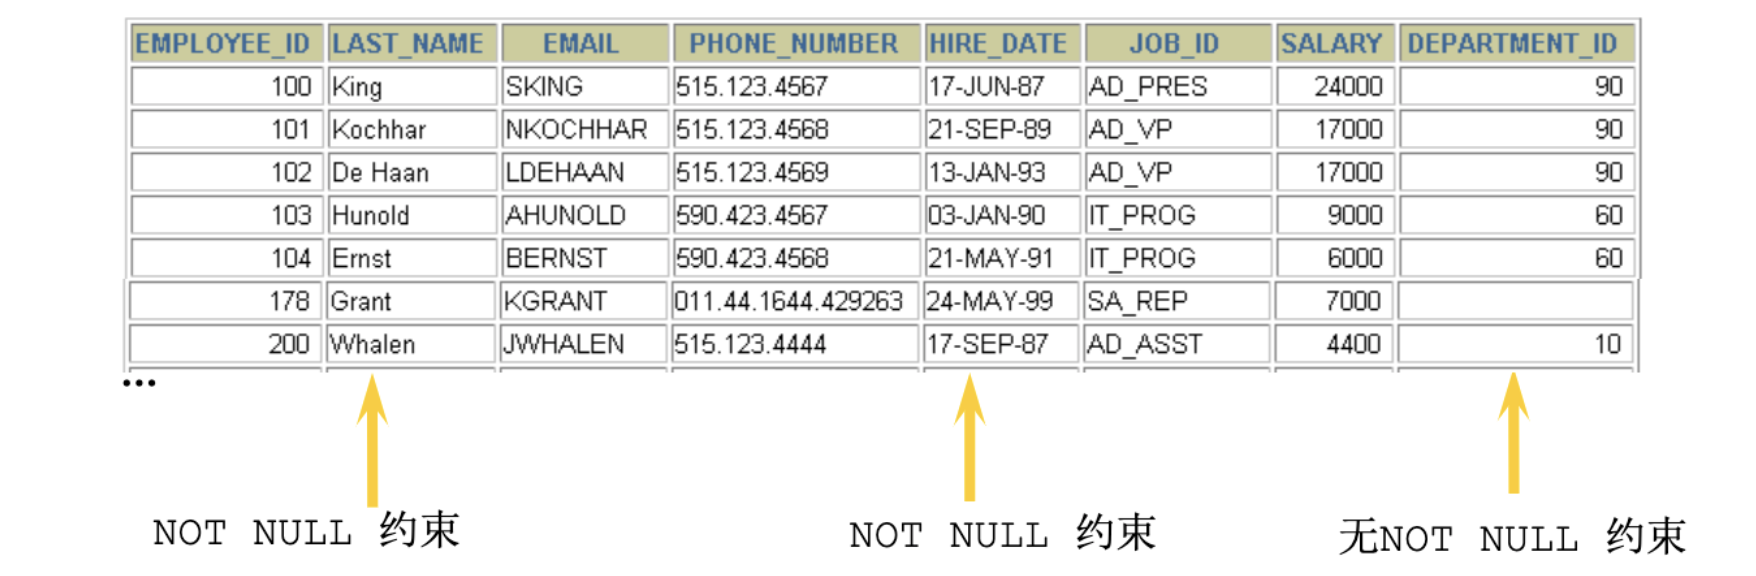 EMPLOYEE_ID LAST_NAME EMAIL PHONE_NUMBER HIRE_DATE JOB_ID SALARY DEPARTMENT_ID
100 King SKING 515.123.4567 17-JUN-87 AD_PRES 24000 90
101 Kochhar NKOCHHAR 515.123.4568 21-SEP-89 AD_VP 17000 90
102 De Haan LDEHAAN 515.123.4569 13-JAN-93 AD_VP 17000 90
103 Hunold AHUNOLD 590.423.4567 03-JAN-90 IT_PROG 9000 60
104 Ernst BERNST 590.423.4568 21-MAY-91 IT_PROG 6000 60
178 Grant KGRANT 011.44.1644.429263 24-MAY-99 SA_REP 7000
200 Whalen JWHALEN 515.123.4444 17-SEP-87 AD_ASST 4400 10
...
NOT NULL 约束 NOT NULL 约束 无NOT NULL 约束